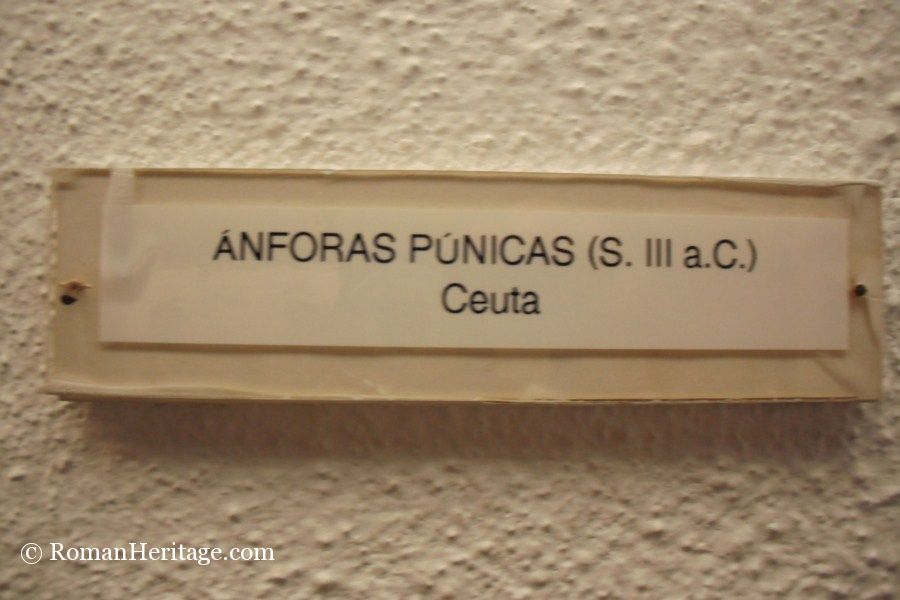 ÁNFORAS PÚNICAS (S. III a.C.)
Ceuta
© RomanHeritage.com